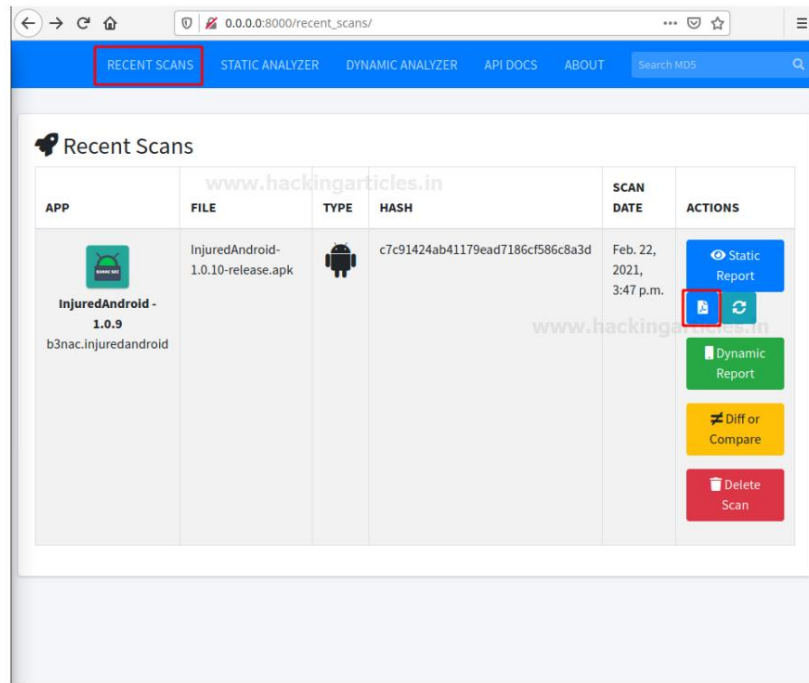 0.0.0.0:8000/recent_scans/
RECENT SCANS STATIC ANALYZER DYNAMIC ANALYZER API DOCS ABOUT Search MD5
Recent Scans
www.hackingarticles.in
APP FILE TYPE HASH SCAN DATE ACTIONS
InjuredAndroid - 1.0.9
b3nac.injuredandroid
InjuredAndroid-
1.0.10-release.apk
c7c91424ab41179ead7186cf586c8a3d
Feb. 22,
2021,
3:47 p.m.
Static
Report
www.hackingarticles.in
Dynamic
Report
Diff or
Compare
Delete
Scan